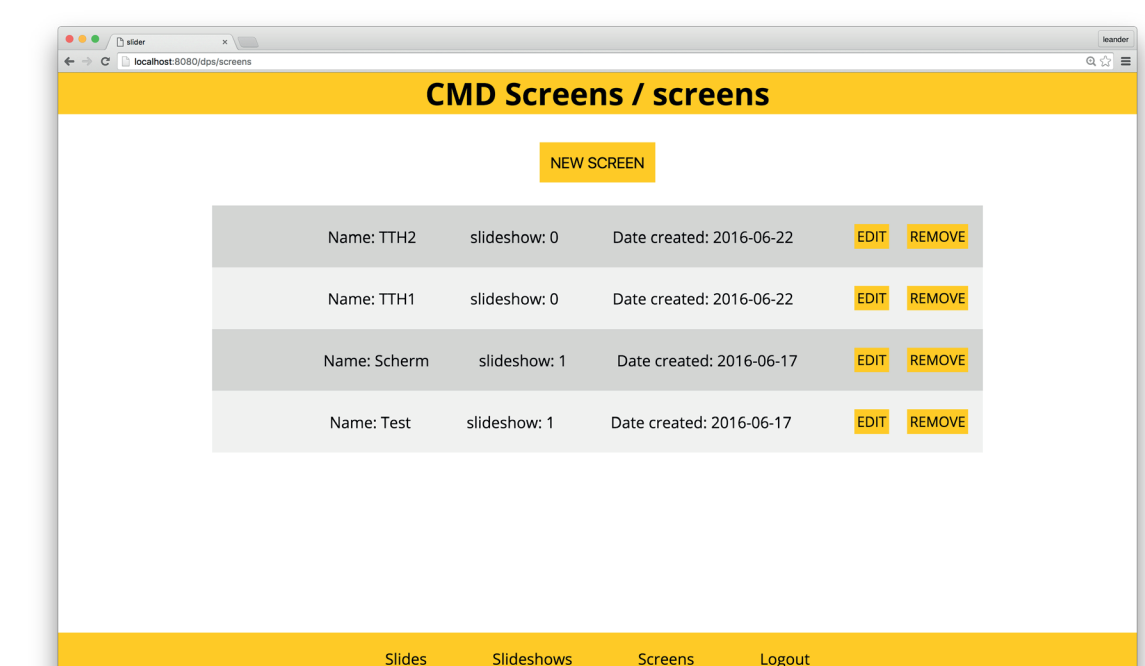 slider
leander
localhost:8080/dps/screens
CMD Screens / screens
NEW SCREEN
Name: TTH2 slideshow: 0 Date created: 2016-06-22 EDIT REMOVE
Name: TTH1 slideshow: 0 Date created: 2016-06-22 EDIT REMOVE
Name: Scherm slideshow: 1 Date created: 2016-06-17 EDIT REMOVE
Name: Test slideshow: 1 Date created: 2016-06-17 EDIT REMOVE
Slides Slideshows Screens Logout